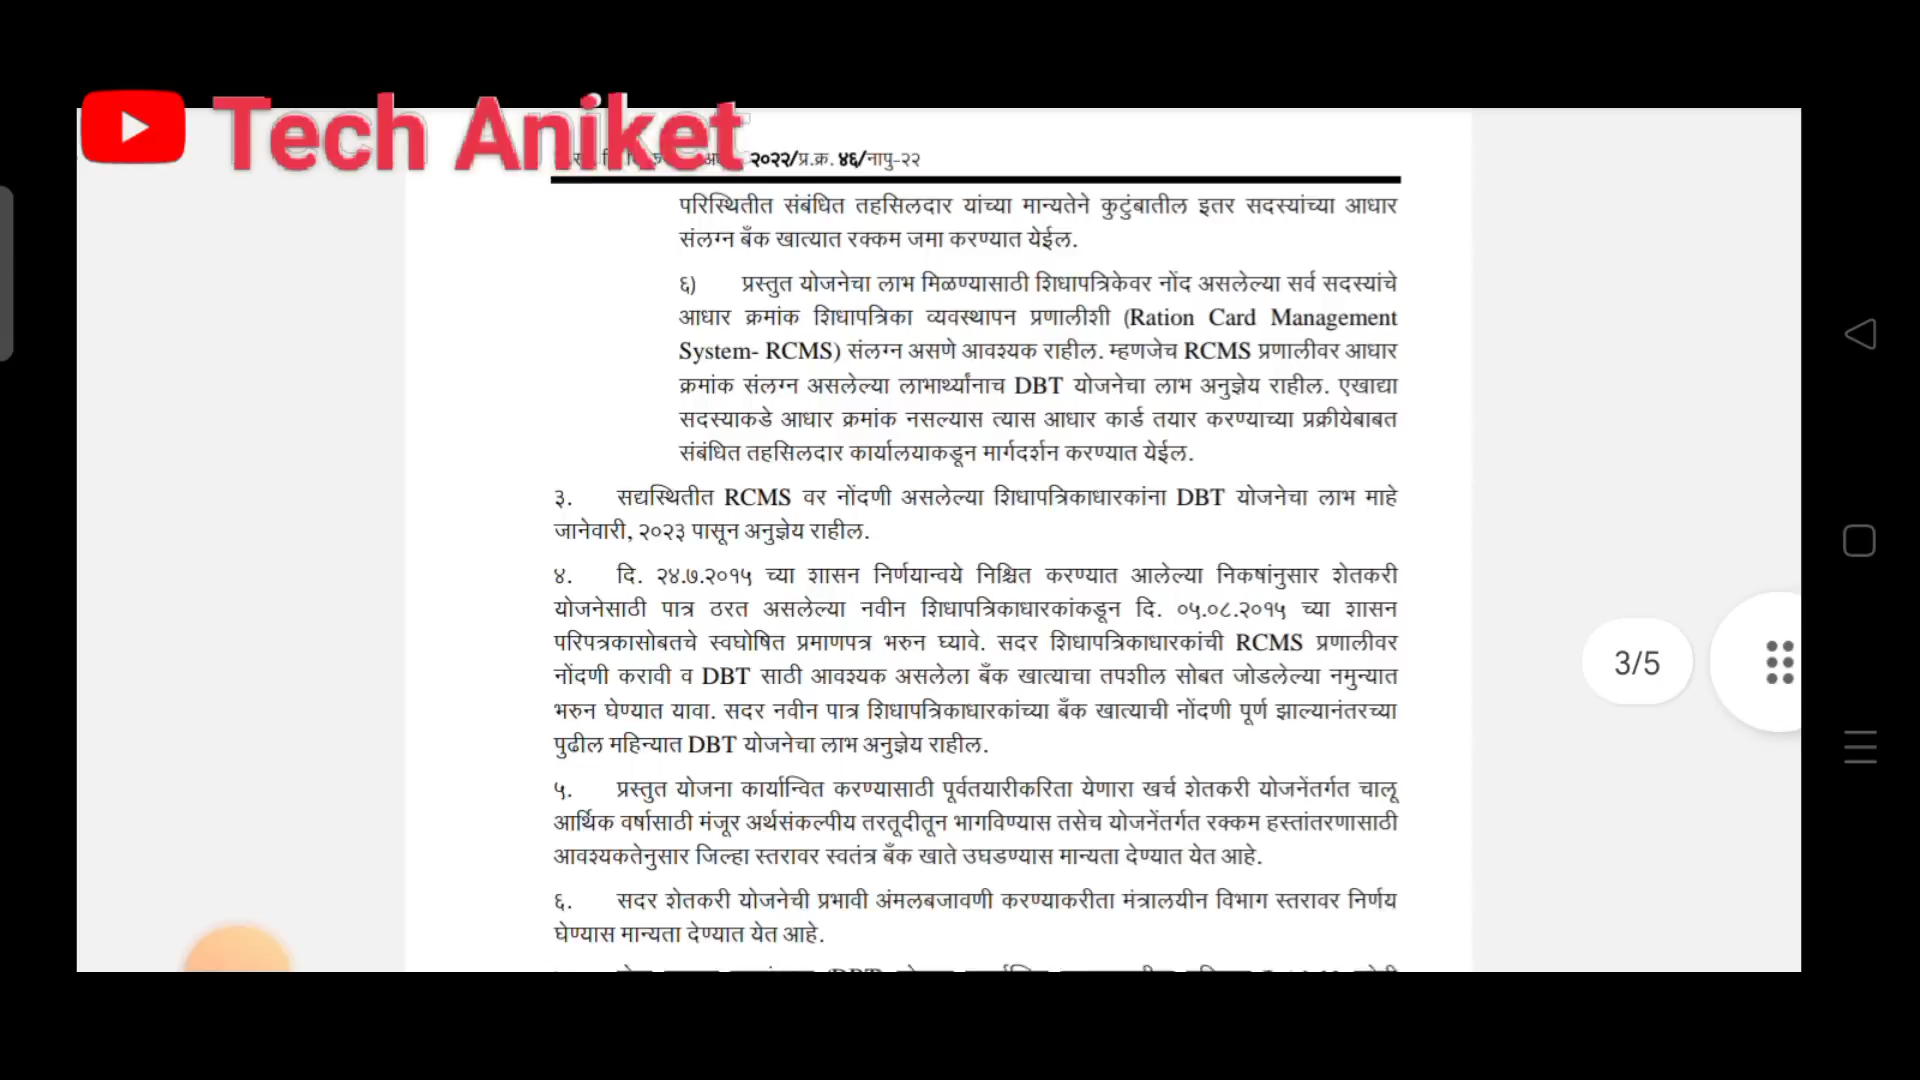 Tech Aniket
२०२२/प्र.क्र. ४६/नापु-२२
परिस्थितीत संबंधित तहसिलदार यांच्या मान्यतेने कुटुंबातील इतर सदस्यांच्या आधार
संलग्न बँक खात्यात रक्कम जमा करण्यात येईल.
६) प्रस्तुत योजनेचा लाभ मिळण्यासाठी शिधापत्रिकेवर नोंद असलेल्या सर्व सदस्यांचे
आधार क्रमांक शिधापत्रिका व्यवस्थापन प्रणालीशी (Ration Card Management
System- RCMS) संलग्न असणे आवश्यक राहील. म्हणजेच RCMS प्रणालीवर आधार
क्रमांक संलग्न असलेल्या लाभार्थ्यांनाच DBT योजनेचा लाभ अनुज्ञेय राहील. एखाद्या
सदस्याकडे आधार क्रमांक नसल्यास त्यास आधार कार्ड तयार करण्याच्या प्रक्रीयेबाबत
संबंधित तहसिलदार कार्यालयाकडून मार्गदर्शन करण्यात येईल.
३. सद्यस्थितीत RCMS वर नोंदणी असलेल्या शिधापत्रिकाधारकांना DBT योजनेचा लाभ माहे
जानेवारी, २०२३ पासून अनुज्ञेय राहील.
४. दि. २४.७.२०१५ च्या शासन निर्णयान्वये निश्चित करण्यात आलेल्या निकषांनुसार शेतकरी
योजनेसाठी पात्र ठरत असलेल्या नवीन शिधापत्रिकाधारकांकडून दि. ०५.०८.२०१५ च्या शासन
परिपत्रकासोबतचे स्वघोषित प्रमाणपत्र भरुन घ्यावे. सदर शिधापत्रिकाधारकांची RCMS प्रणालीवर
नोंदणी करावी व DBT साठी आवश्यक असलेला बँक खात्याचा तपशील सोबत जोडलेल्या नमुन्यात
भरुन घेण्यात यावा. सदर नवीन पात्र शिधापत्रिकाधारकांच्या बँक खात्याची नोंदणी पूर्ण झाल्यानंतरच्या
पुढील महिन्यात DBT योजनेचा लाभ अनुज्ञेय राहील.
५. प्रस्तुत योजना कार्यान्वित करण्यासाठी पूर्वतयारीकरिता येणारा खर्च शेतकरी योजनेंतर्गत चालू
आर्थिक वर्षासाठी मंजूर अर्थसंकल्पीय तरतूदीतून भागविण्यास तसेच योजनेंतर्गत रक्कम हस्तांतरणासाठी
आवश्यकतेनुसार जिल्हा स्तरावर स्वतंत्र बँक खाते उघडण्यास मान्यता देण्यात येत आहे.
६. सदर शेतकरी योजनेची प्रभावी अंमलबजावणी करण्याकरीता मंत्रालयीन विभाग स्तरावर निर्णय
घेण्यास मान्यता देण्यात येत आहे.
3/5